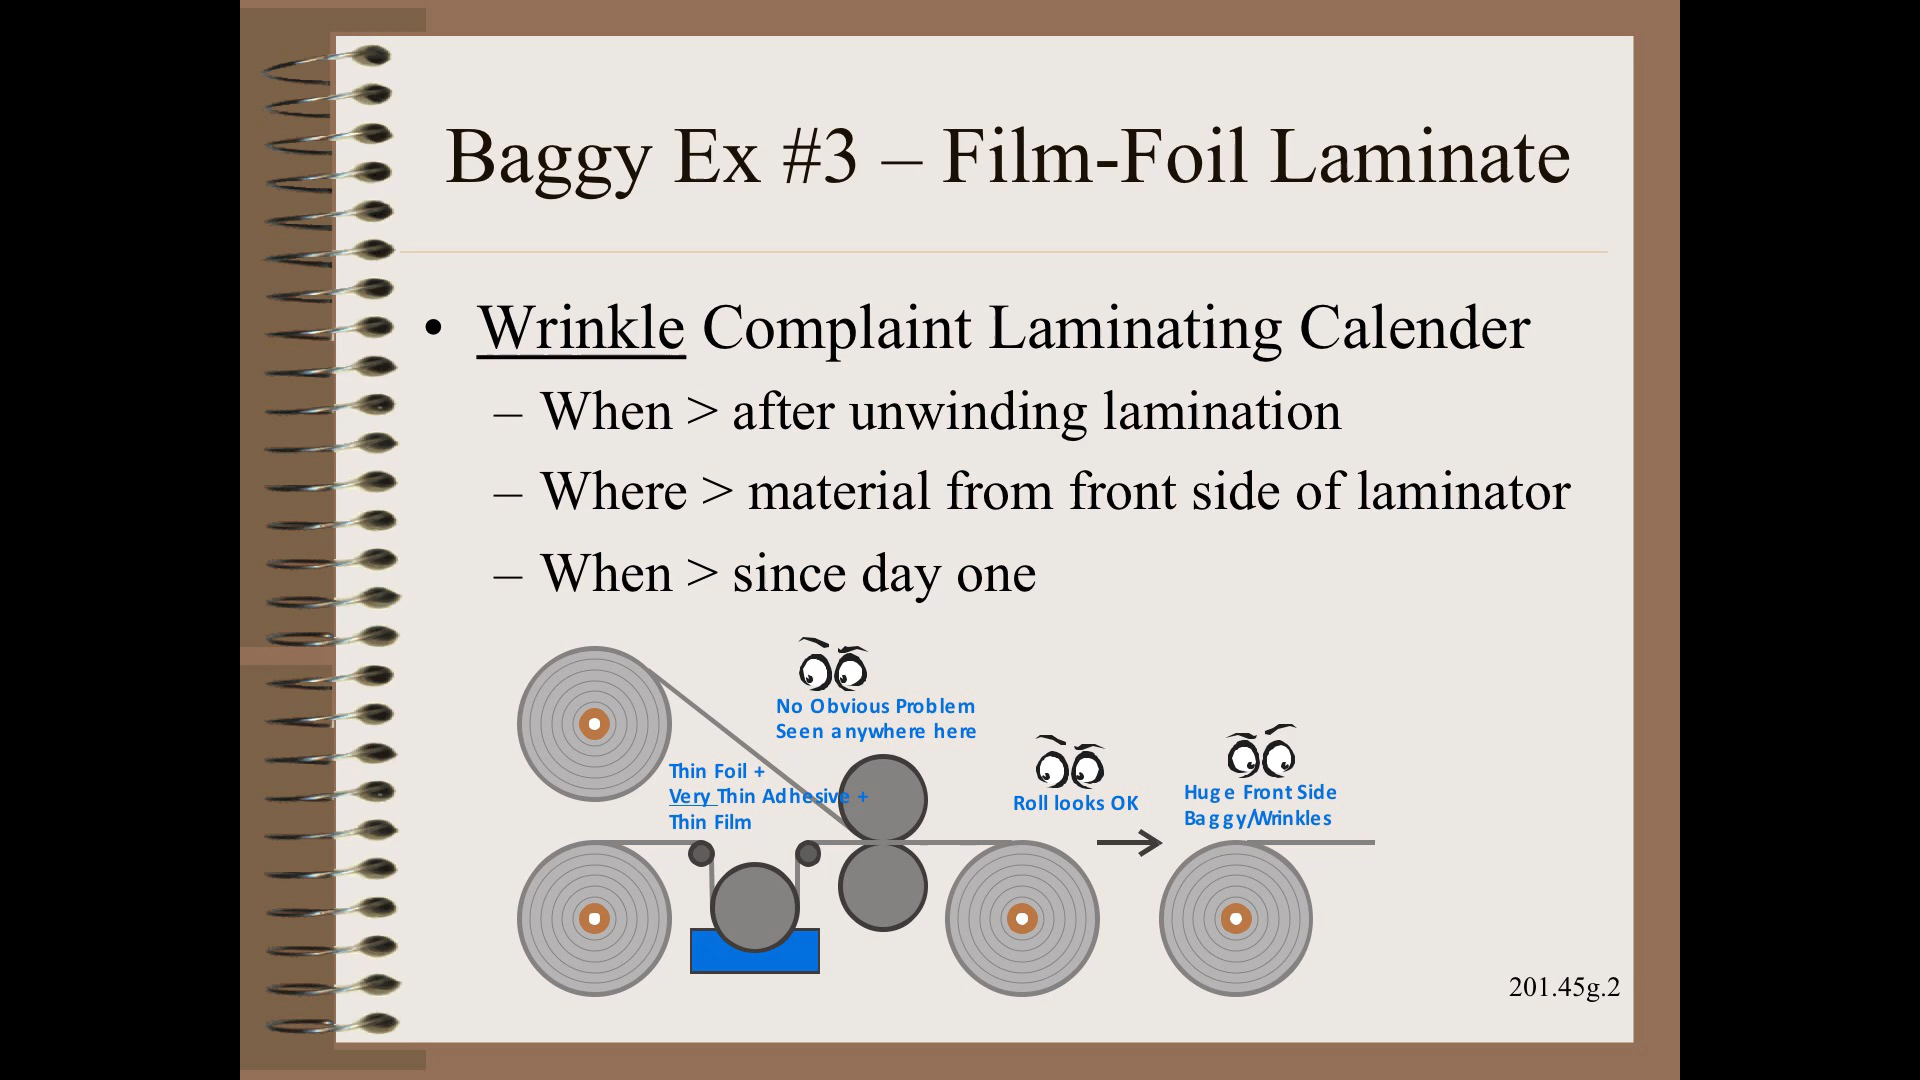 Baggy Ex #3 – Film-Foil Laminate
• Wrinkle Complaint Laminating Calender
– When > after unwinding lamination
– Where > material from front side of laminator
– When > since day one
No Obvious Problem
Seen anywhere here
Thin Foil +
Very Thin Adhesive +
Thin Film
Roll looks OK
Huge Front Side
Baggy/Wrinkles
201.45g.2